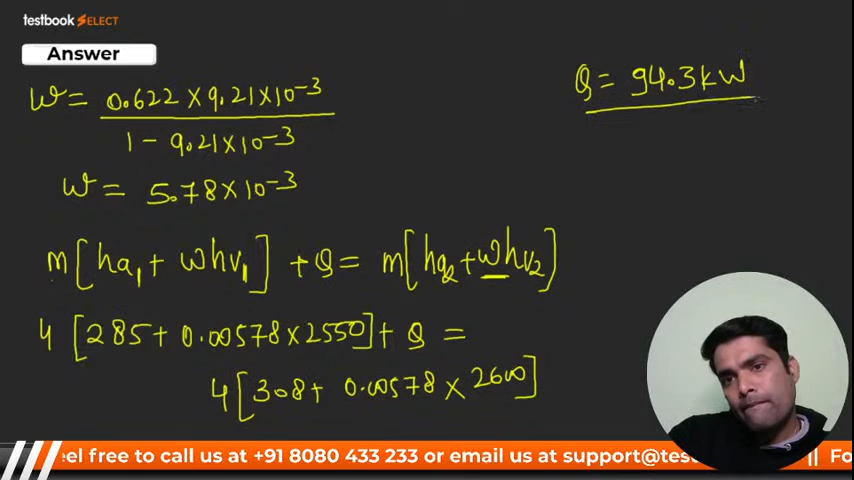 testbook SELECT
Answer
W = 0.622 × 9.21×10⁻³
1 − 9.21×10⁻³
W = 5.78×10⁻³
Q = 94.3kW
m[ha₁ + whv₁] + Q = m[ha₂ + whv₂]
4 [285 + 0.00578×2550] + Q =
4[308 + 0.00578 × 2600]
eel free to call us at +91 8080 433 233 or email us at support@tes || Fo